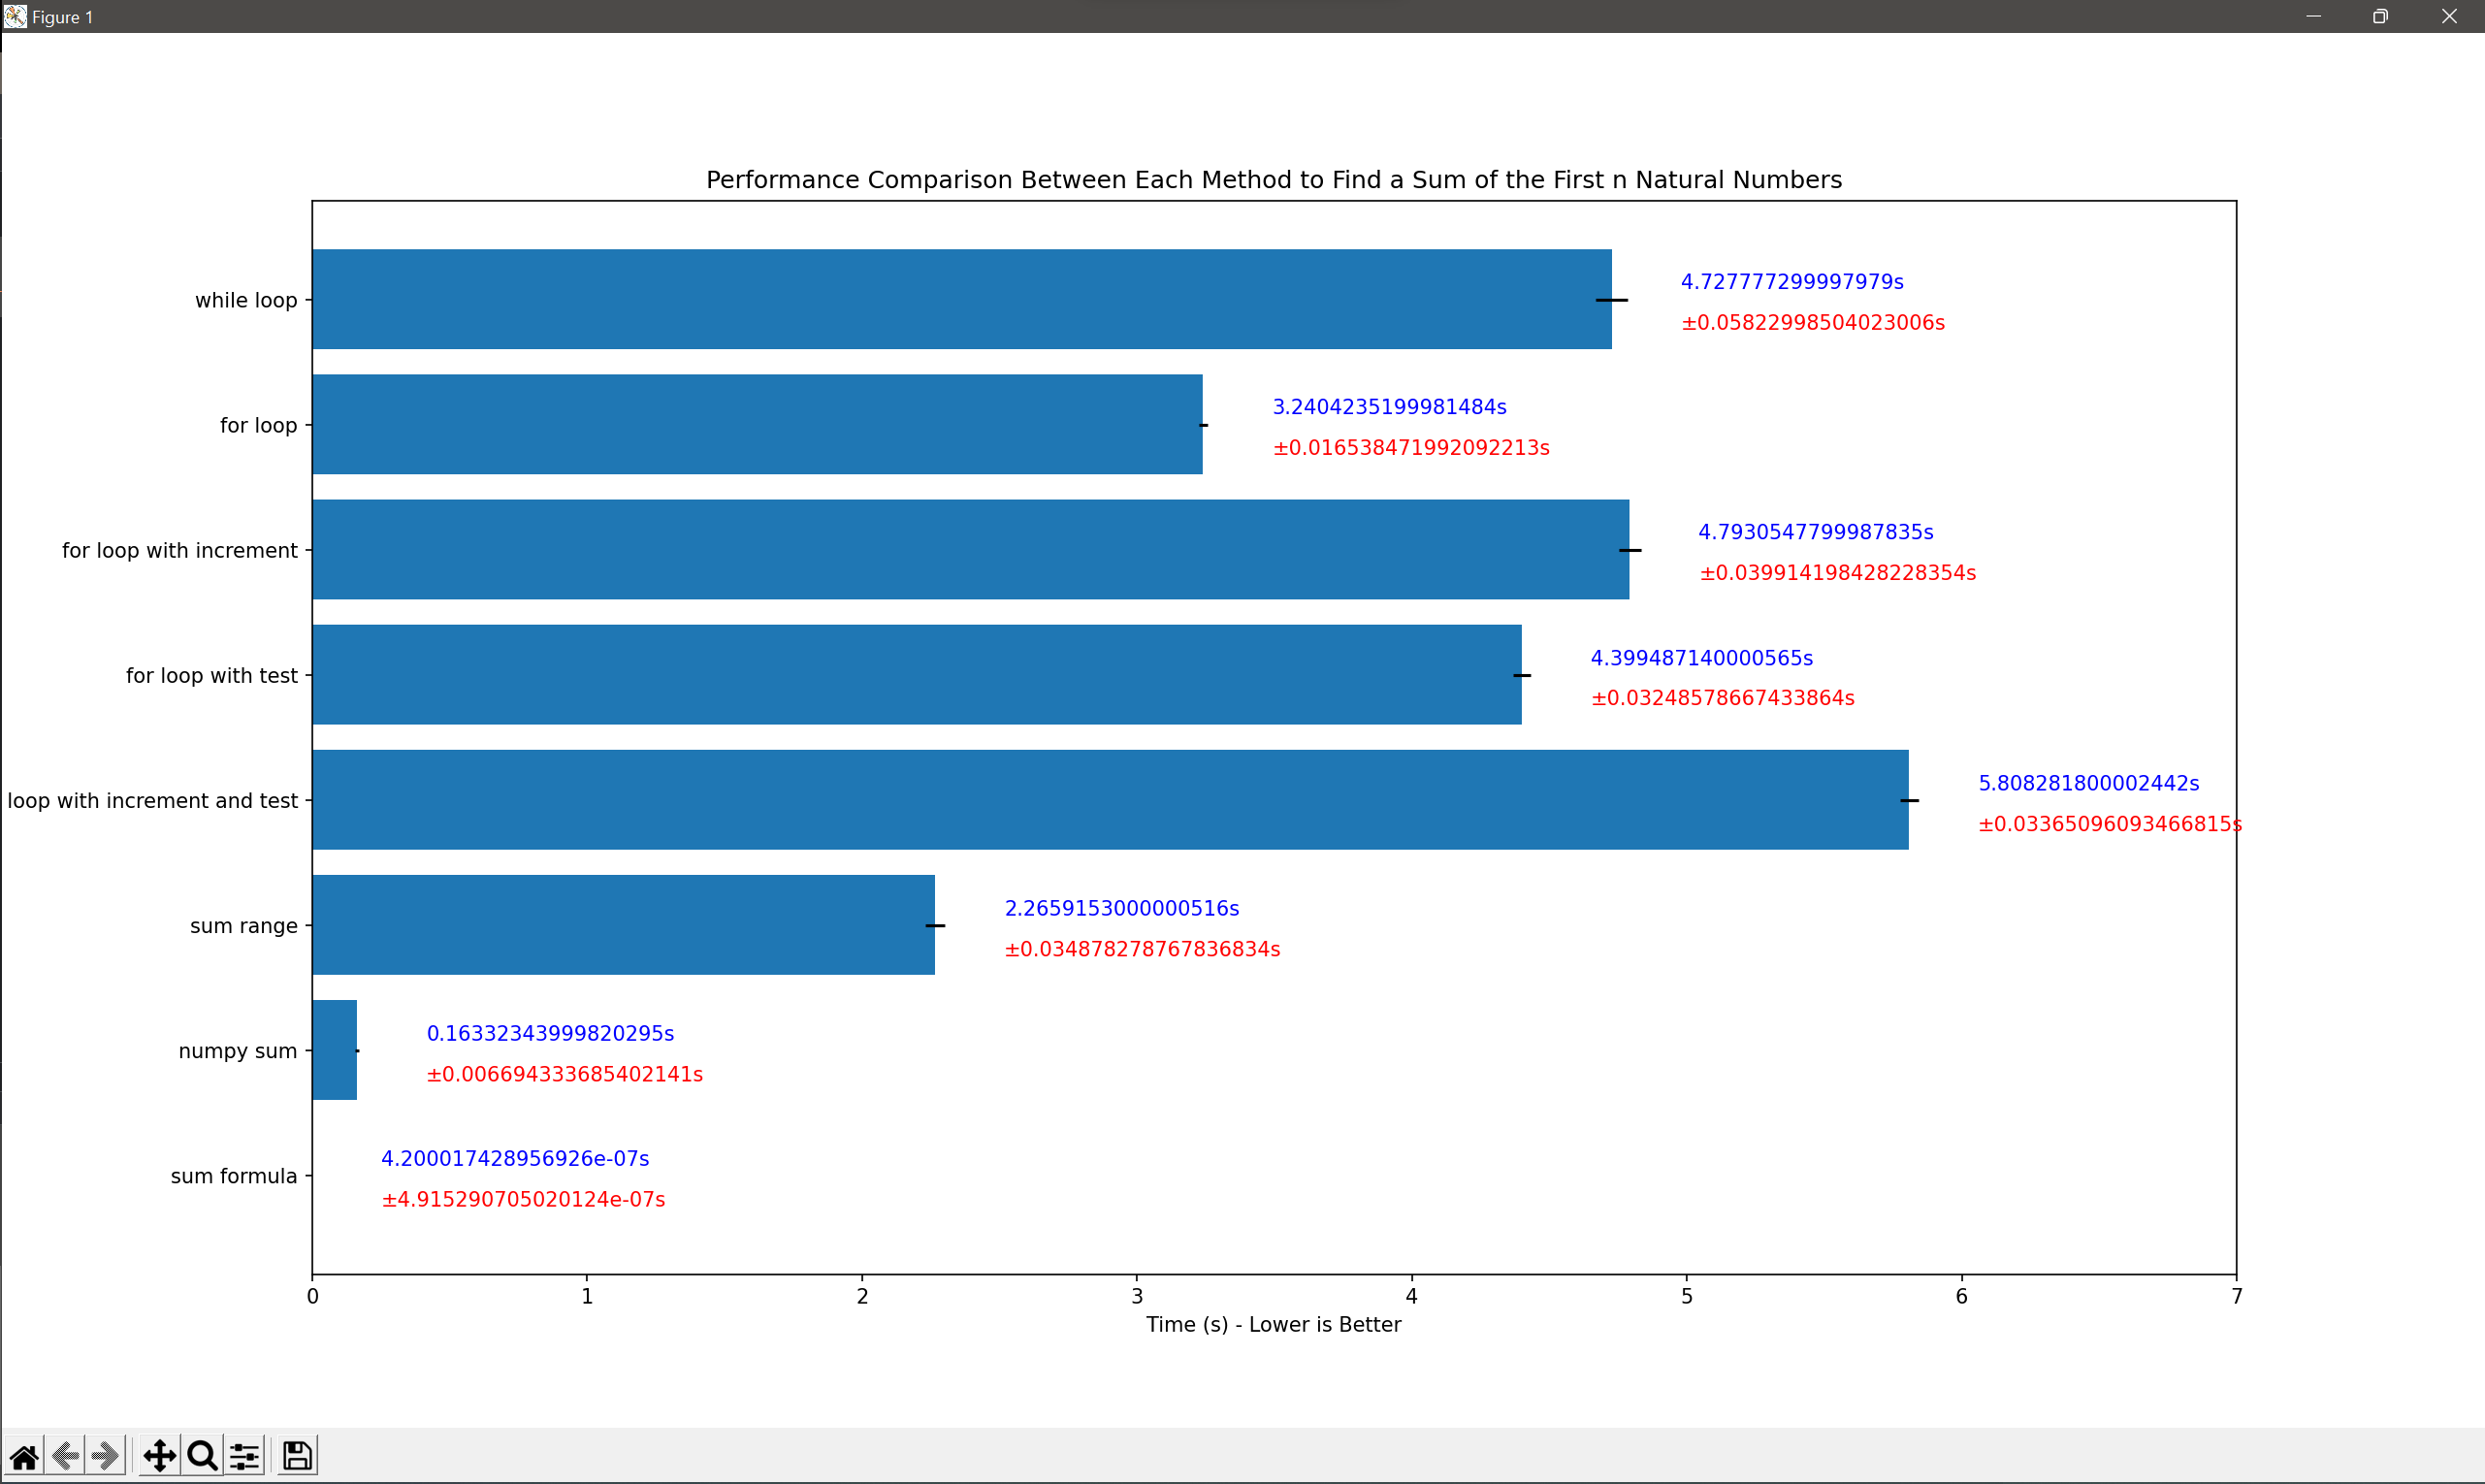 Figure 1
Performance Comparison Between Each Method to Find a Sum of the First n Natural Numbers
while loop
4.727777299997979s
±0.05822998504023006s
for loop
3.2404235199981484s
±0.016538471992092213s
for loop with increment
4.7930547799987835s
±0.039914198428228354s
for loop with test
4.399487140000565s
±0.03248578667433864s
loop with increment and test
5.808281800002442s
±0.03365096093466815s
sum range
2.2659153000000516s
±0.034878278767836834s
numpy sum
0.16332343999820295s
±0.006694333685402141s
sum formula
4.200017428956926e-07s
±4.915290705020124e-07s
0 1 2 3 4 5 6 7
Time (s) - Lower is Better